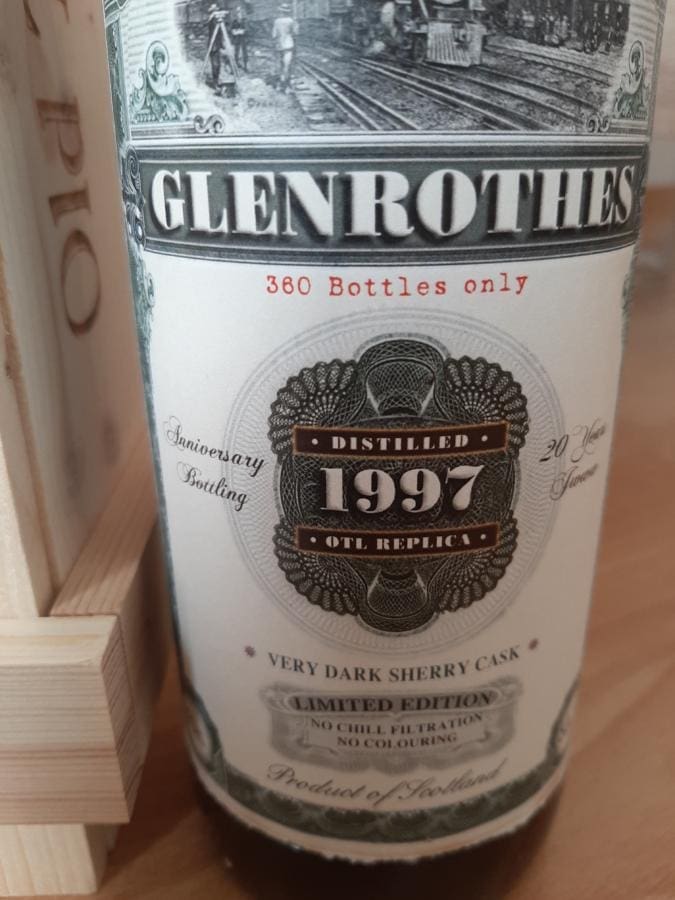 GLENROTHES
360 Bottles only
Anniversary
Bottling
• DISTILLED •
1997
• OTL REPLICA •
20 Years
VERY DARK SHERRY CASK
LIMITED EDITION
NO CHILL FILTRATION
NO COLOURING
Product of Scotland